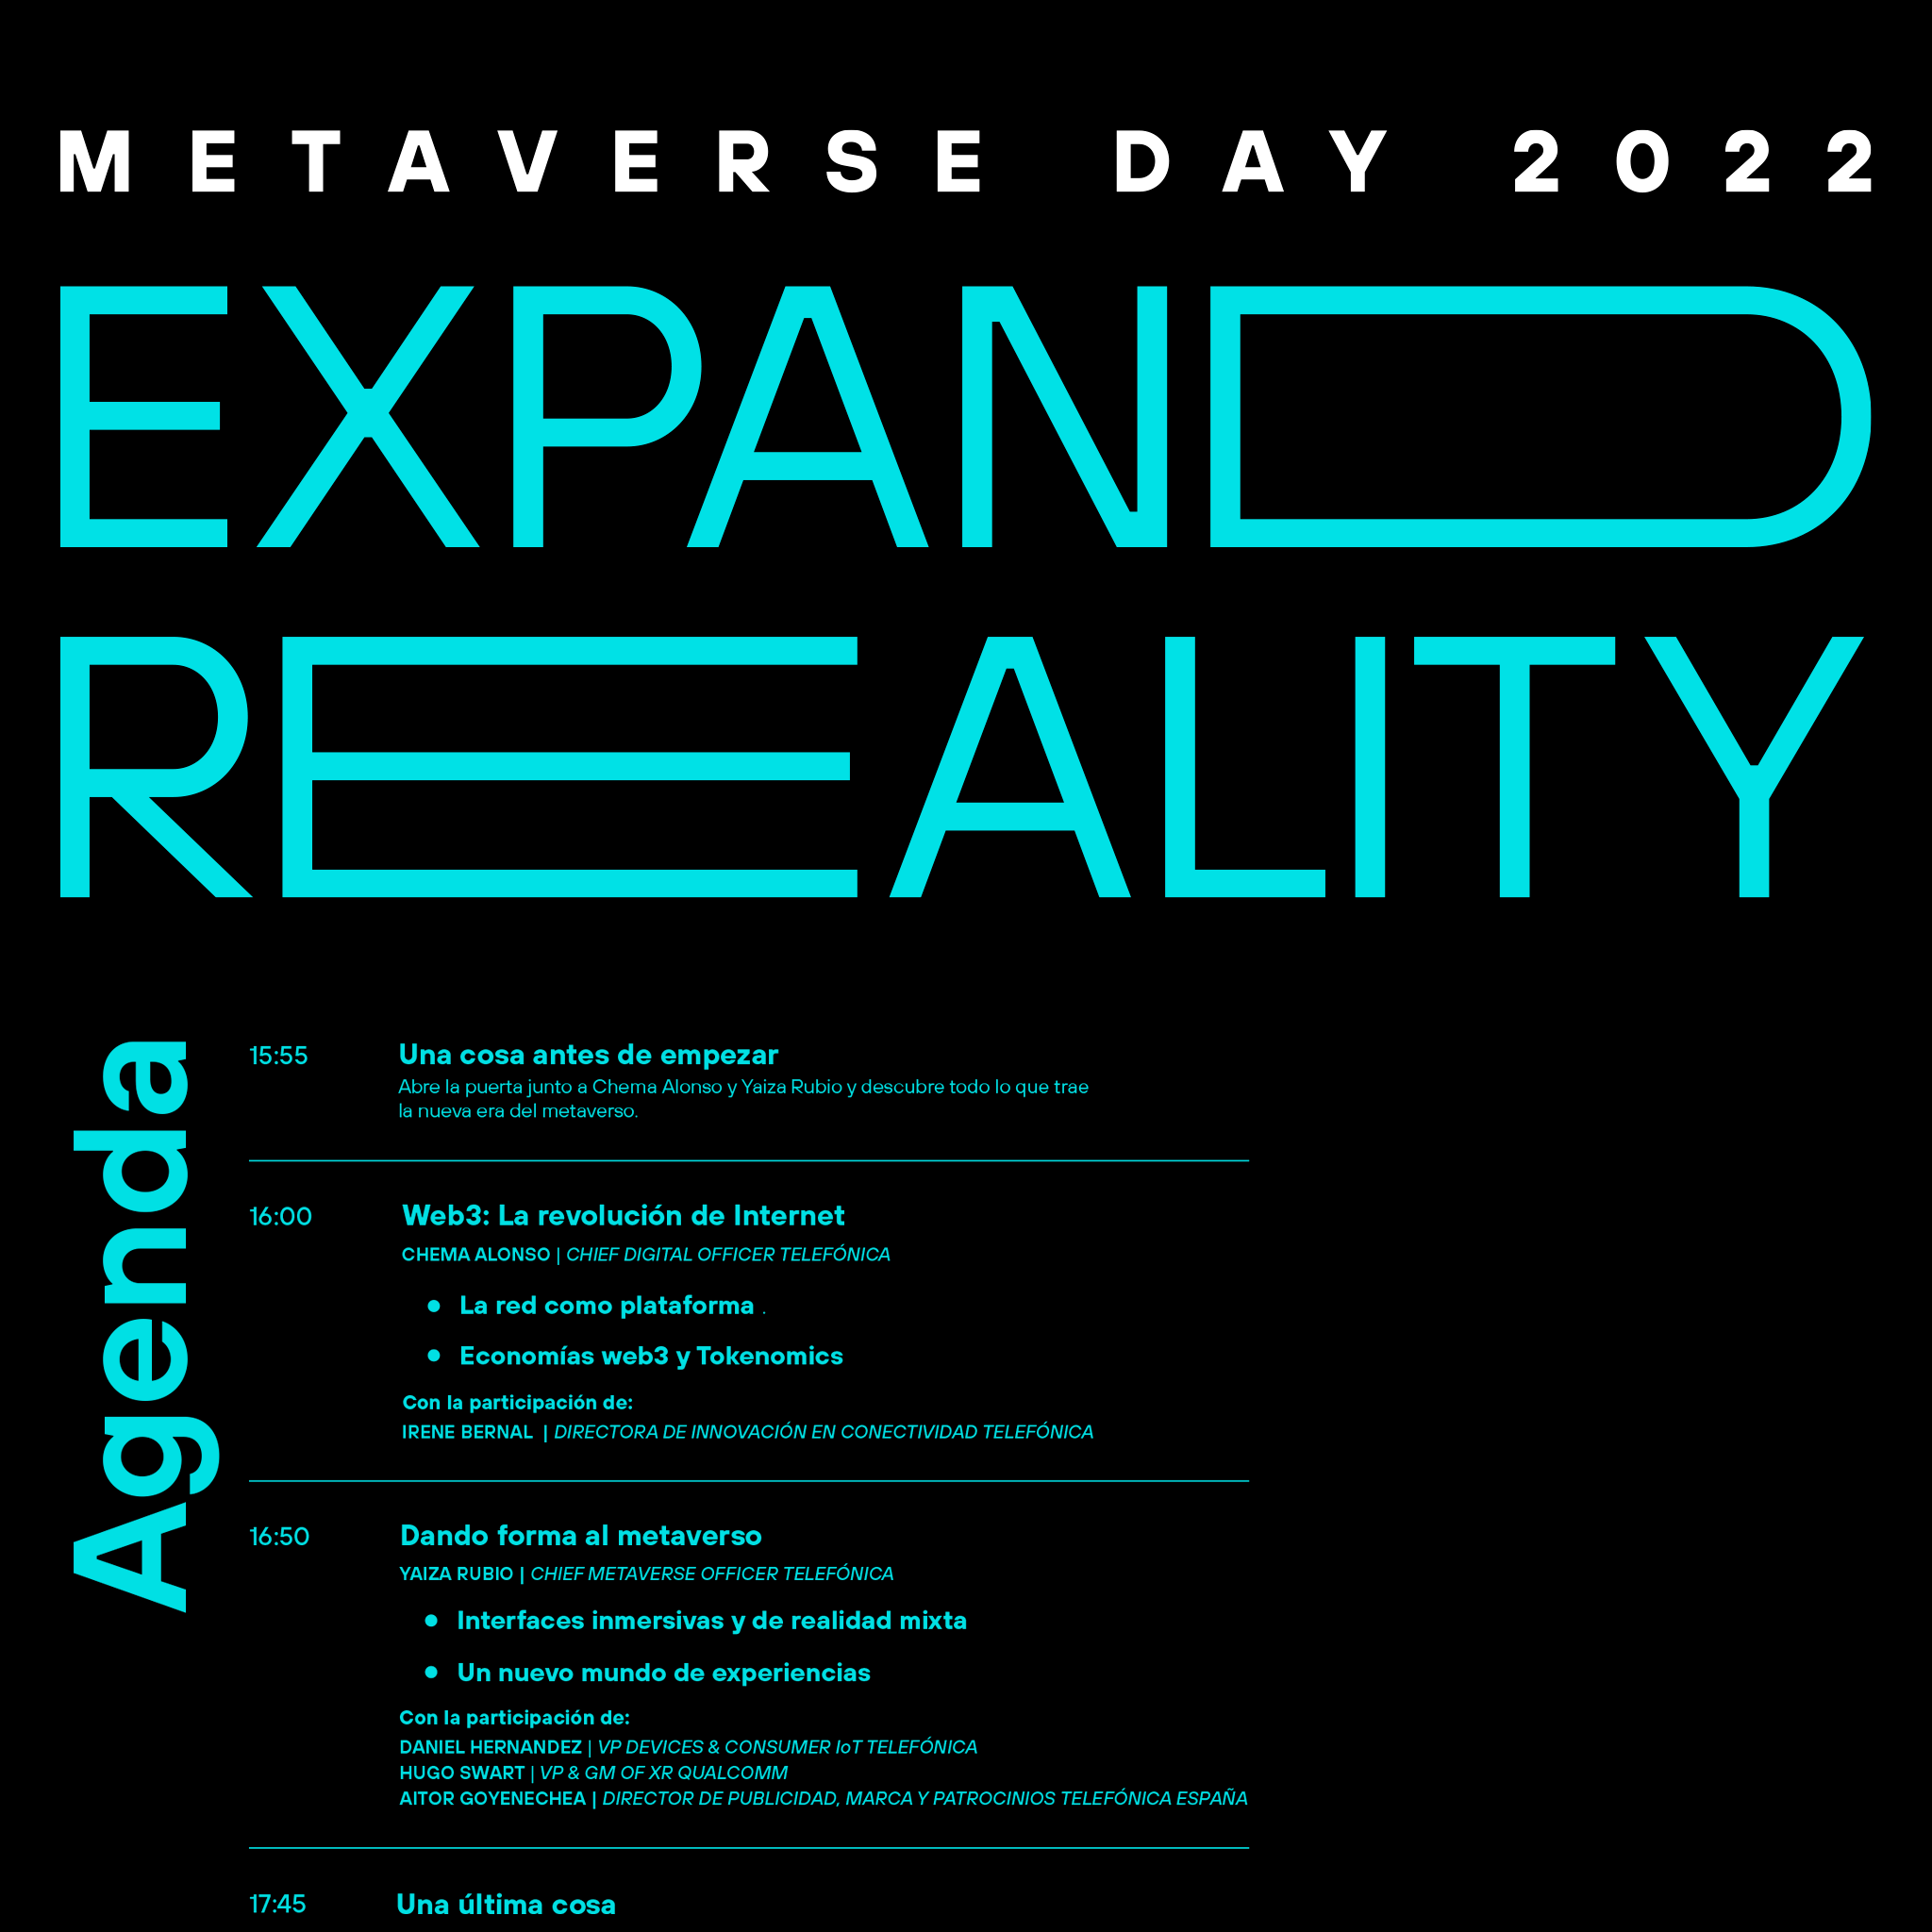 METAVERSE DAY 2022
EXPAND
REALITY
Agenda
15:55 Una cosa antes de empezar
Abre la puerta junto a Chema Alonso y Yaiza Rubio y descubre todo lo que trae
la nueva era del metaverso.
16:00 Web3: La revolución de Internet
CHEMA ALONSO | CHIEF DIGITAL OFFICER TELEFÓNICA
● La red como plataforma .
● Economías web3 y Tokenomics
Con la participación de:
IRENE BERNAL | DIRECTORA DE INNOVACIÓN EN CONECTIVIDAD TELEFÓNICA
16:50 Dando forma al metaverso
YAIZA RUBIO | CHIEF METAVERSE OFFICER TELEFÓNICA
● Interfaces inmersivas y de realidad mixta
● Un nuevo mundo de experiencias
Con la participación de:
DANIEL HERNANDEZ | VP DEVICES & CONSUMER IoT TELEFÓNICA
HUGO SWART | VP & GM OF XR QUALCOMM
AITOR GOYENECHEA | DIRECTOR DE PUBLICIDAD, MARCA Y PATROCINIOS TELEFÓNICA ESPAÑA
17:45 Una última cosa